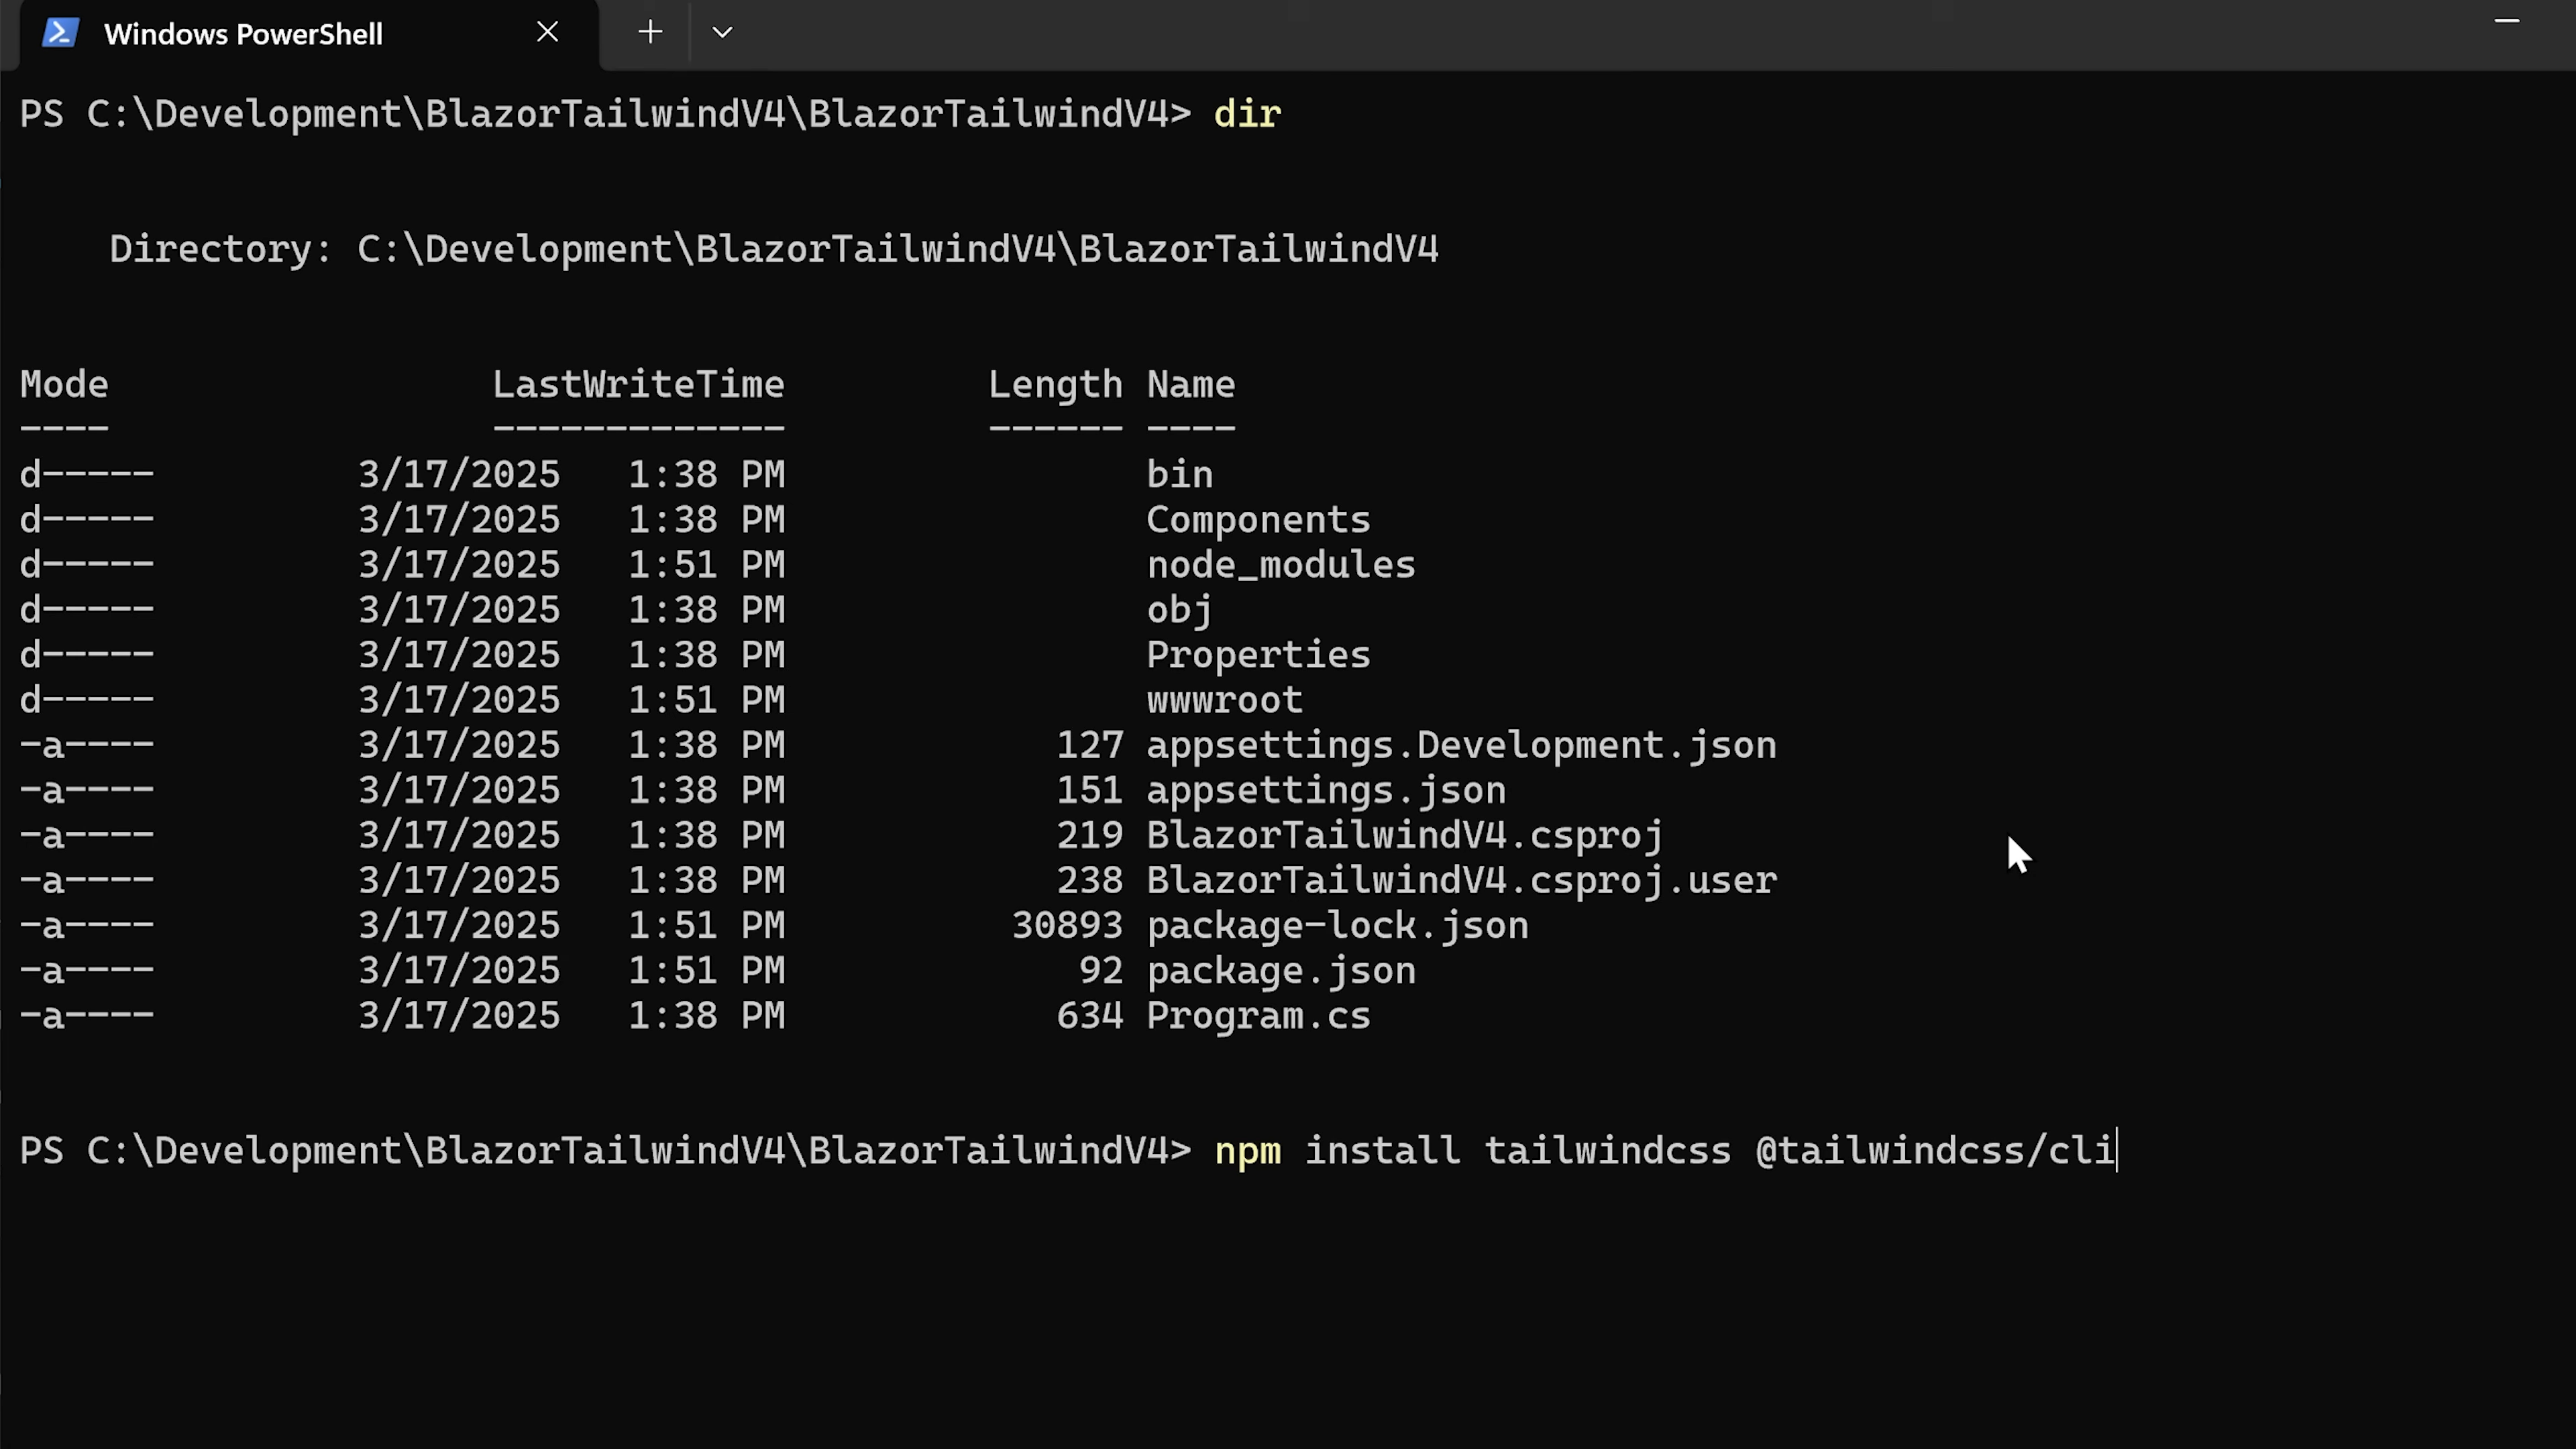 Windows PowerShell
PS C:\Development\BlazorTailwindV4\BlazorTailwindV4> dir
Directory: C:\Development\BlazorTailwindV4\BlazorTailwindV4
Mode LastWriteTime Length Name
---- ------------- ------ ----
d----- 3/17/2025 1:38 PM bin
d----- 3/17/2025 1:38 PM Components
d----- 3/17/2025 1:51 PM node_modules
d----- 3/17/2025 1:38 PM obj
d----- 3/17/2025 1:38 PM Properties
d----- 3/17/2025 1:51 PM wwwroot
-a---- 3/17/2025 1:38 PM 127 appsettings.Development.json
-a---- 3/17/2025 1:38 PM 151 appsettings.json
-a---- 3/17/2025 1:38 PM 219 BlazorTailwindV4.csproj
-a---- 3/17/2025 1:38 PM 238 BlazorTailwindV4.csproj.user
-a---- 3/17/2025 1:51 PM 30893 package-lock.json
-a---- 3/17/2025 1:51 PM 92 package.json
-a---- 3/17/2025 1:38 PM 634 Program.cs
PS C:\Development\BlazorTailwindV4\BlazorTailwindV4> npm install tailwindcss @tailwindcss/cli